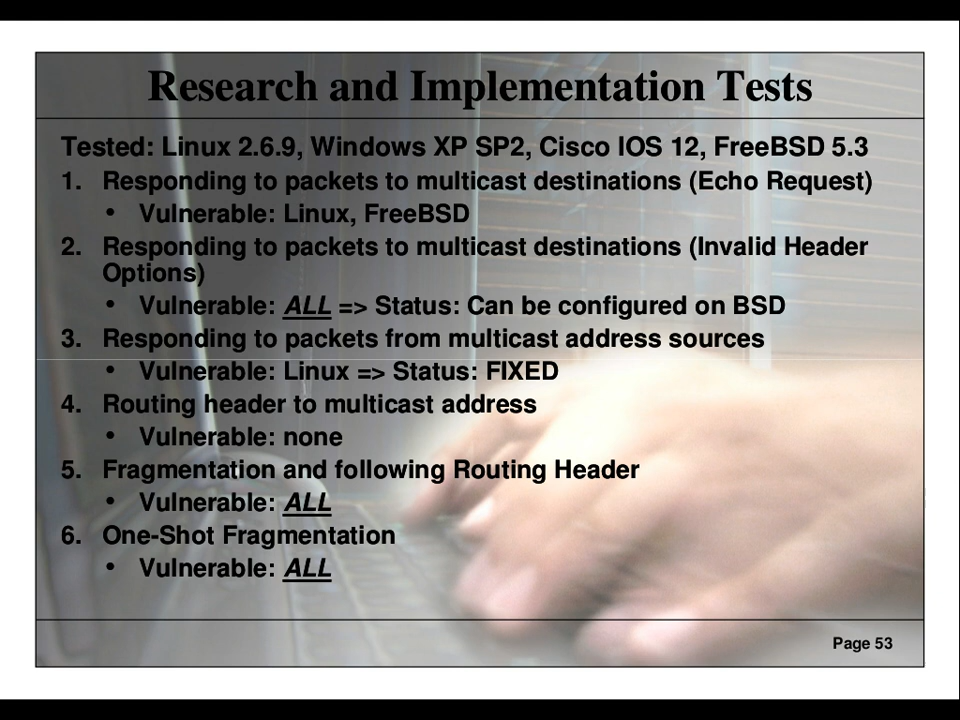 Research and Implementation Tests
Tested: Linux 2.6.9, Windows XP SP2, Cisco IOS 12, FreeBSD 5.3
1. Responding to packets to multicast destinations (Echo Request)
• Vulnerable: Linux, FreeBSD
2. Responding to packets to multicast destinations (Invalid Header
Options)
• Vulnerable: ALL => Status: Can be configured on BSD
3. Responding to packets from multicast address sources
• Vulnerable: Linux => Status: FIXED
4. Routing header to multicast address
• Vulnerable: none
5. Fragmentation and following Routing Header
• Vulnerable: ALL
6. One-Shot Fragmentation
• Vulnerable: ALL
Page 53